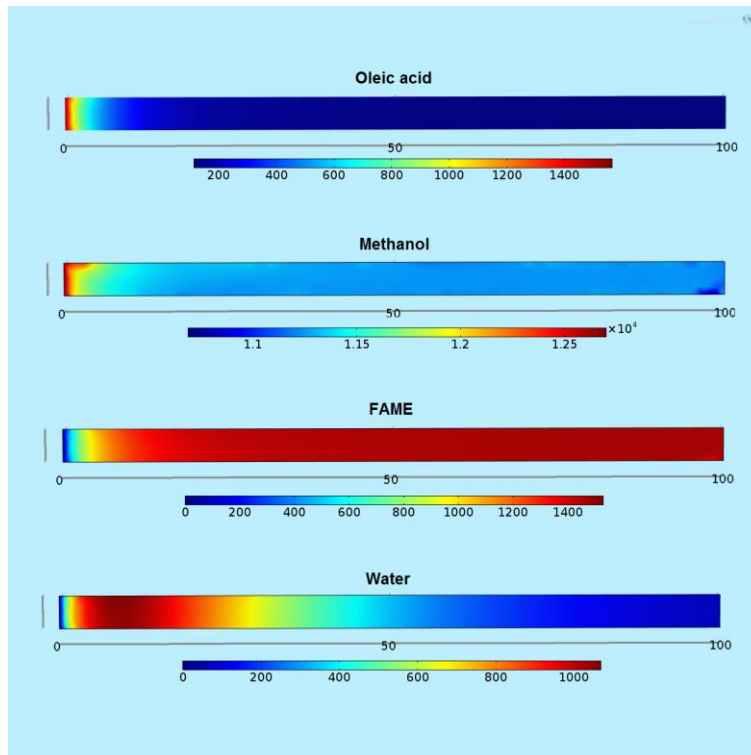 Oleic acid
0 50 100
200 400 600 800 1000 1200 1400
Methanol
0 50 100
×10⁴
1.1 1.15 1.2 1.25
FAME
0 50 100
0 200 400 600 800 1000 1200 1400
Water
0 50 100
0 200 400 600 800 1000